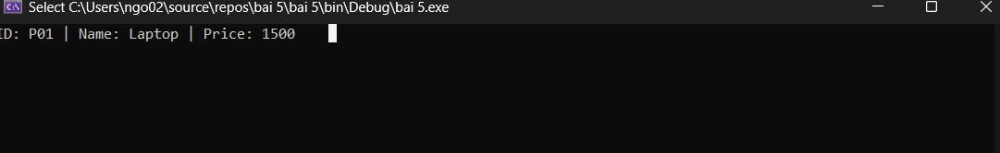 Select C:\Users\ngo02\source\repos\bai 5\bai 5\bin\Debug\bai 5.exe
ID: P01 | Name: Laptop | Price: 1500